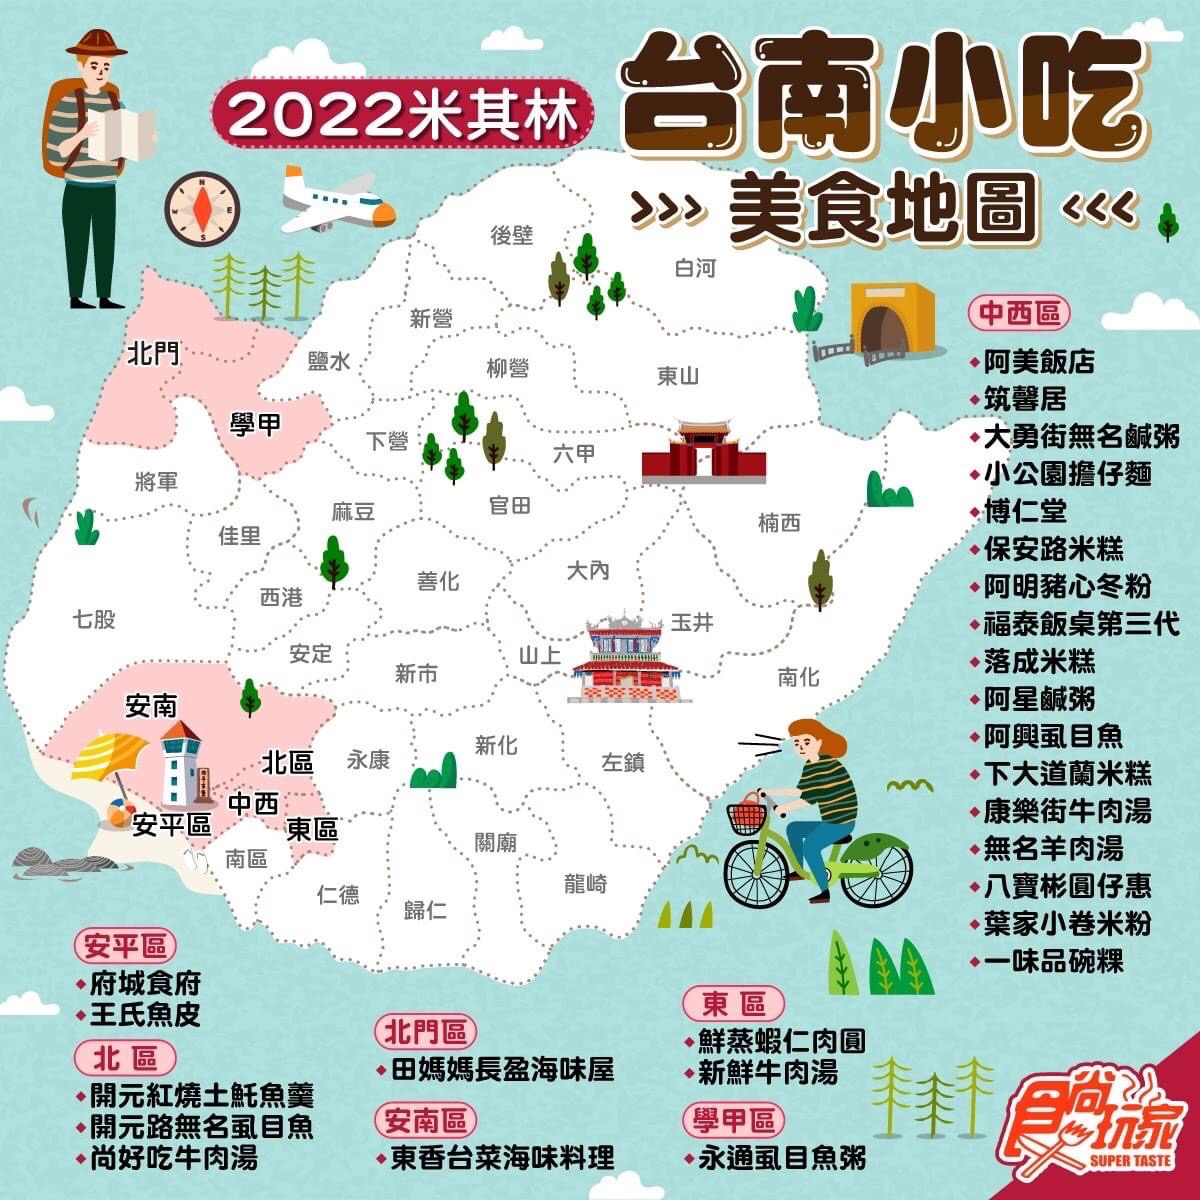 2022米其林
台南小吃
美食地圖
N
E
S
W
後壁
白河
新營
北門
鹽水
柳營
東山
學甲
下營
六甲
將軍
麻豆
官田
楠西
佳里
大內
善化
西港
七股
玉井
安定
山上
新市
南化
安南
北區
永康
新化
左鎮
中西
安平區
東區
關廟
南區
龍崎
仁德
歸仁
中西區
阿美飯店
筑馨居
大勇街無名鹹粥
小公園擔仔麵
博仁堂
保安路米糕
阿明豬心冬粉
福泰飯桌第三代
落成米糕
阿星鹹粥
阿興虱目魚
下大道蘭米糕
康樂街牛肉湯
無名羊肉湯
八寶彬圓仔惠
葉家小卷米粉
一味品碗粿
安平區
府城食府
王氏魚皮
北區
開元紅燒土魠魚羹
開元路無名虱目魚
尚好吃牛肉湯
北門區
田媽媽長盈海味屋
安南區
東香台菜海味料理
東區
鮮蒸蝦仁肉圓
新鮮牛肉湯
學甲區
永通虱目魚粥
食尚玩家
SUPER TASTE